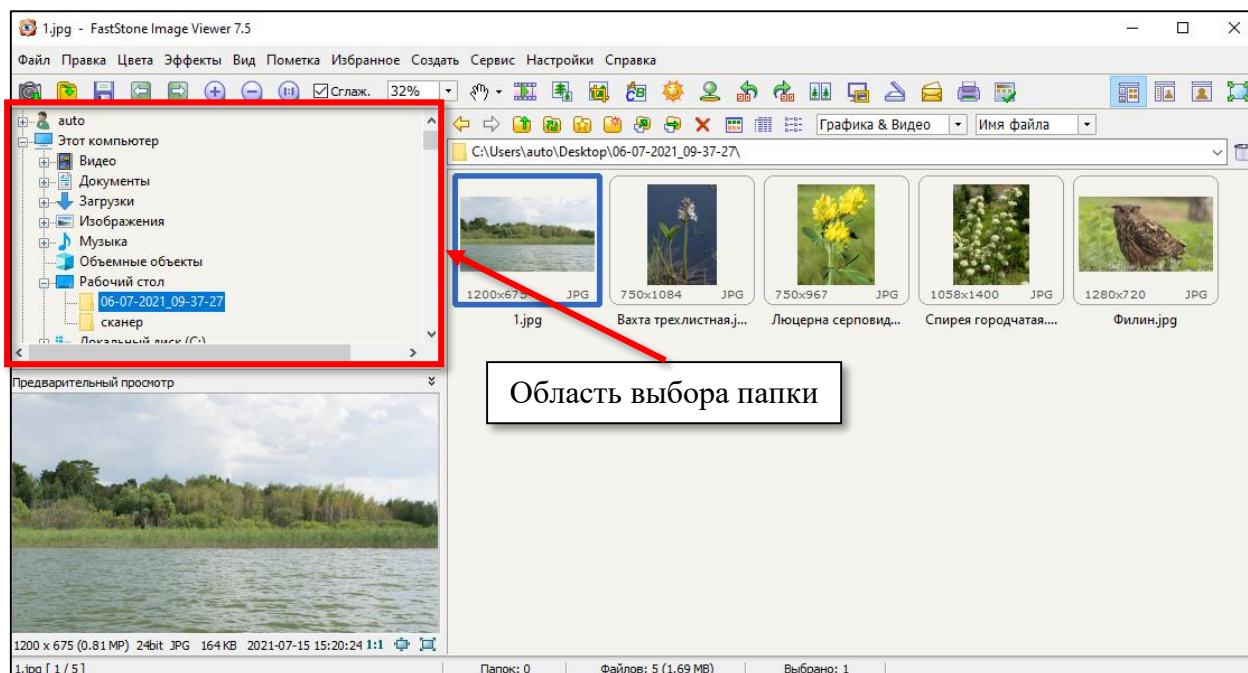 1.jpg - FastStone Image Viewer 7.5
Файл Правка Цвета Эффекты Вид Пометка Избранное Создать Сервис Настройки Справка
Сглаж. 32%
auto
Этот компьютер
Видео
Документы
Загрузки
Изображения
Музыка
Объемные объекты
Рабочий стол
06-07-2021_09-37-27
сканер
Локальный диск (C:)
Графика & Видео Имя файла
C:\Users\auto\Desktop\06-07-2021_09-37-27\
1200x675 JPG 750x1084 JPG 750x967 JPG 1058x1400 JPG 1280x720 JPG
1.jpg Вахта трехлистная.j... Люцерна серповид... Спирея городчатая.... Филин.jpg
Область выбора папки
Предварительный просмотр
1200 x 675 (0.81 MP) 24bit JPG 164 KB 2021-07-15 15:20:24 1:1
1.jpg [ 1 / 5 ] Папок: 0 Файлов: 5 (1.69 MB) Выбрано: 1